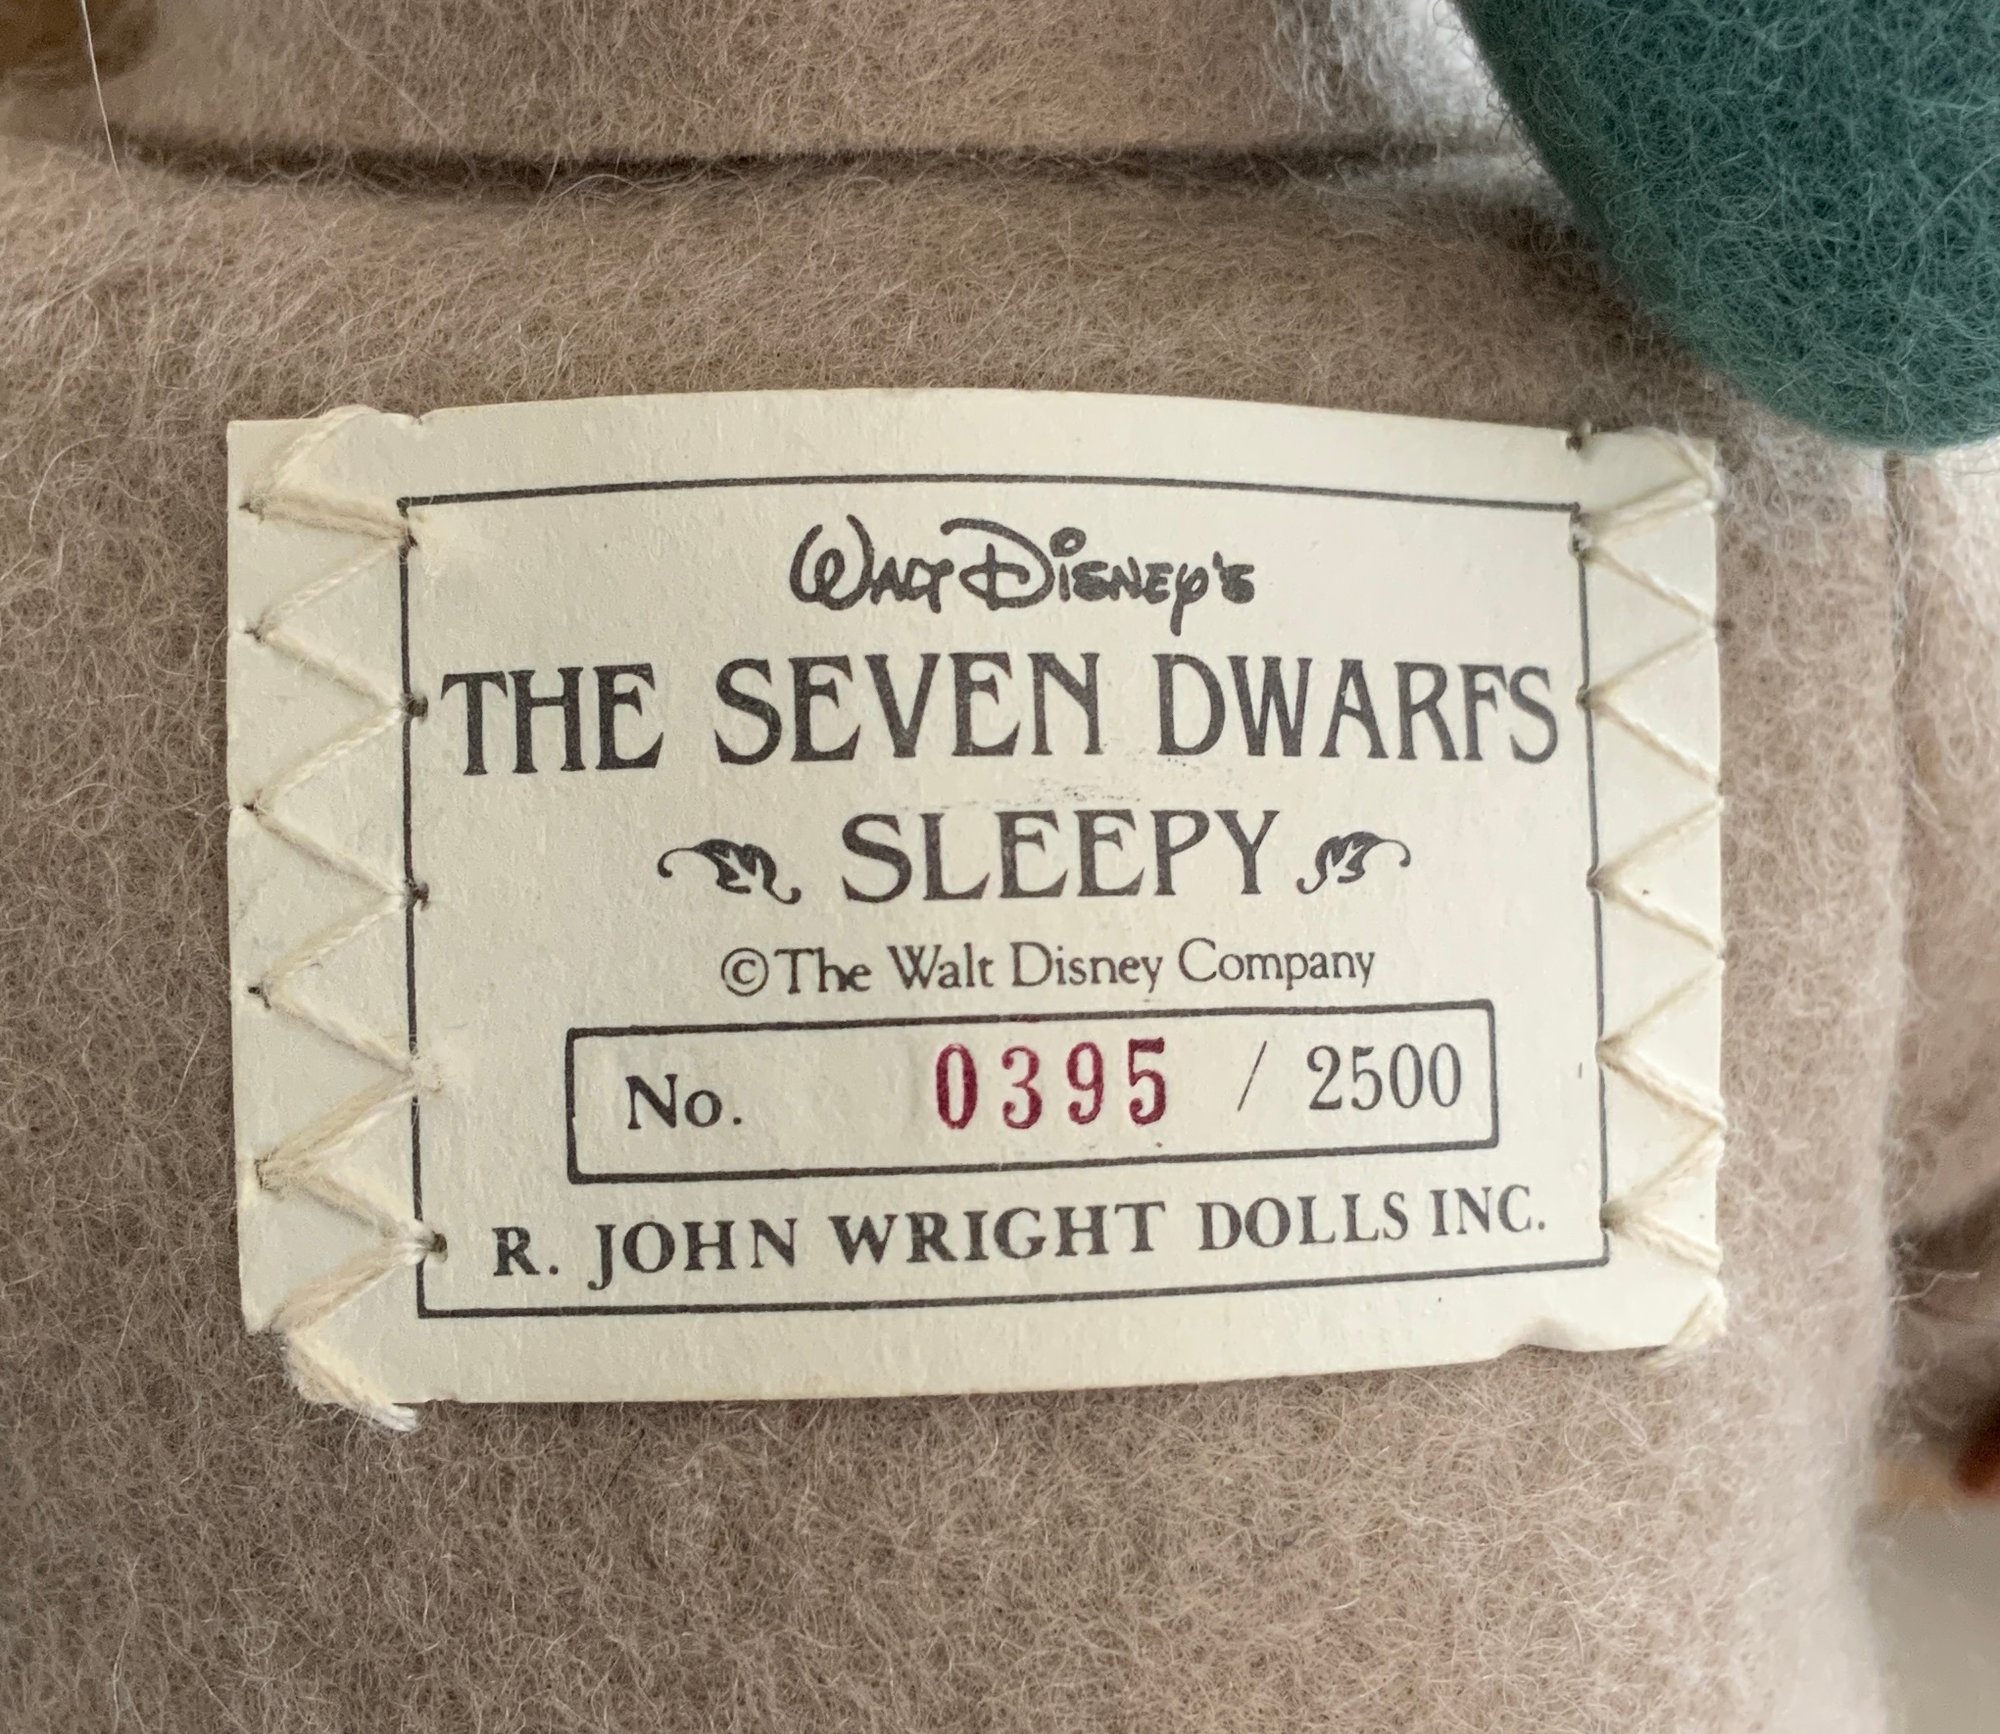 Walt Disney's
THE SEVEN DWARFS
SLEEPY
©The Walt Disney Company
No. 0395 / 2500
R. JOHN WRIGHT DOLLS INC.